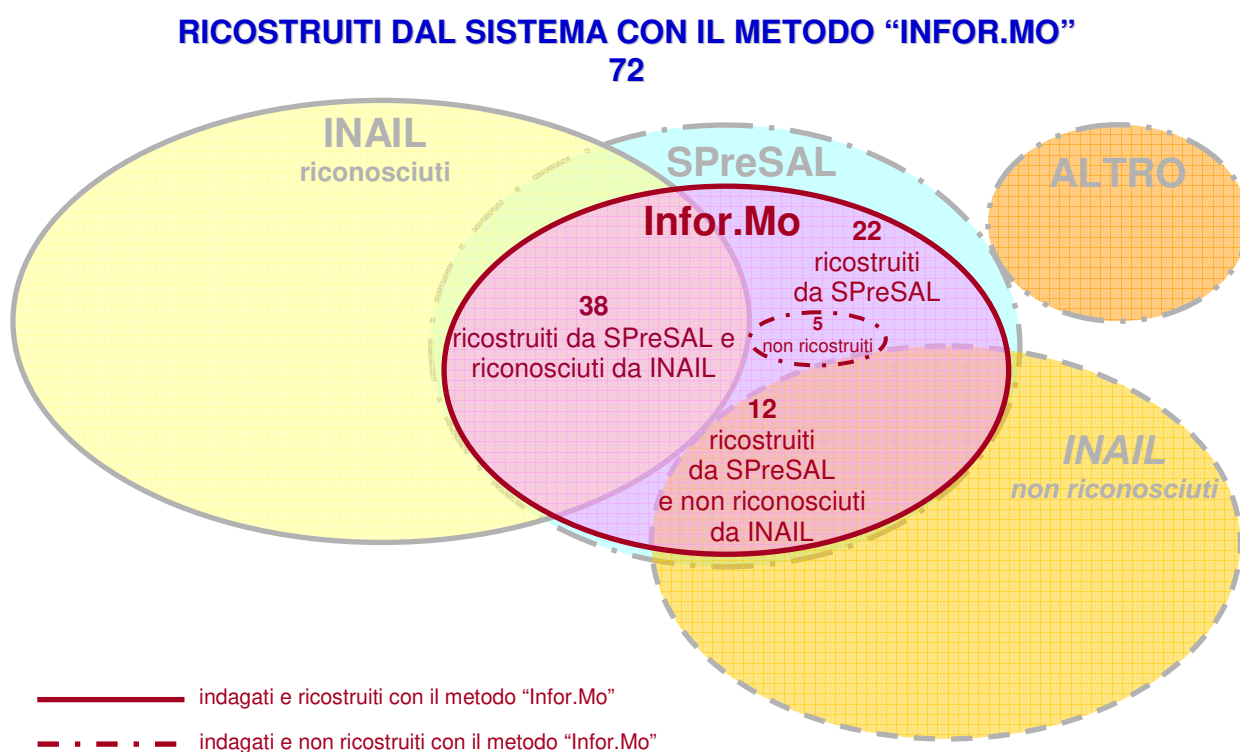 RICOSTRUITI DAL SISTEMA CON IL METODO “INFOR.MO”
72
INAIL
riconosciuti
SPreSAL
ALTRO
Infor.Mo
22
ricostruiti
da SPreSAL
38
ricostruiti da SPreSAL e
riconosciuti da INAIL
5
non ricostruiti
12
ricostruiti
da SPreSAL
e non riconosciuti
da INAIL
INAIL
non riconosciuti
indagati e ricostruiti con il metodo “Infor.Mo”
indagati e non ricostruiti con il metodo “Infor.Mo”